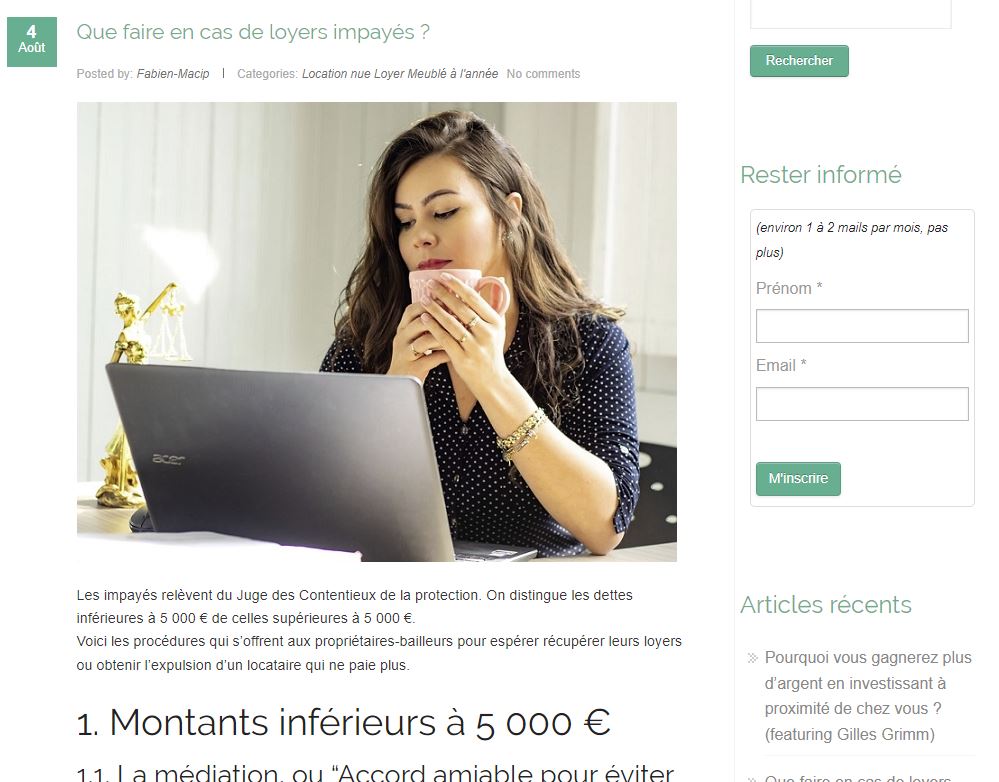 4
Août
Que faire en cas de loyers impayés ?
Posted by: Fabien-Macip | Categories: Location nue Loyer Meublé à l'année No comments
acer
Les impayés relèvent du Juge des Contentieux de la protection. On distingue les dettes
inférieures à 5 000 € de celles supérieures à 5 000 €.
Voici les procédures qui s’offrent aux propriétaires-bailleurs pour espérer récupérer leurs loyers
ou obtenir l’expulsion d’un locataire qui ne paie plus.
1. Montants inférieurs à 5 000 €
1.1. La médiation, ou “Accord amiable pour éviter
Rechercher
Rester informé
(environ 1 à 2 mails par mois, pas
plus)
Prénom *
Email *
M'inscrire
Articles récents
Pourquoi vous gagnerez plus
d’argent en investissant à
proximité de chez vous ?
(featuring Gilles Grimm)
Que faire en cas de loyers